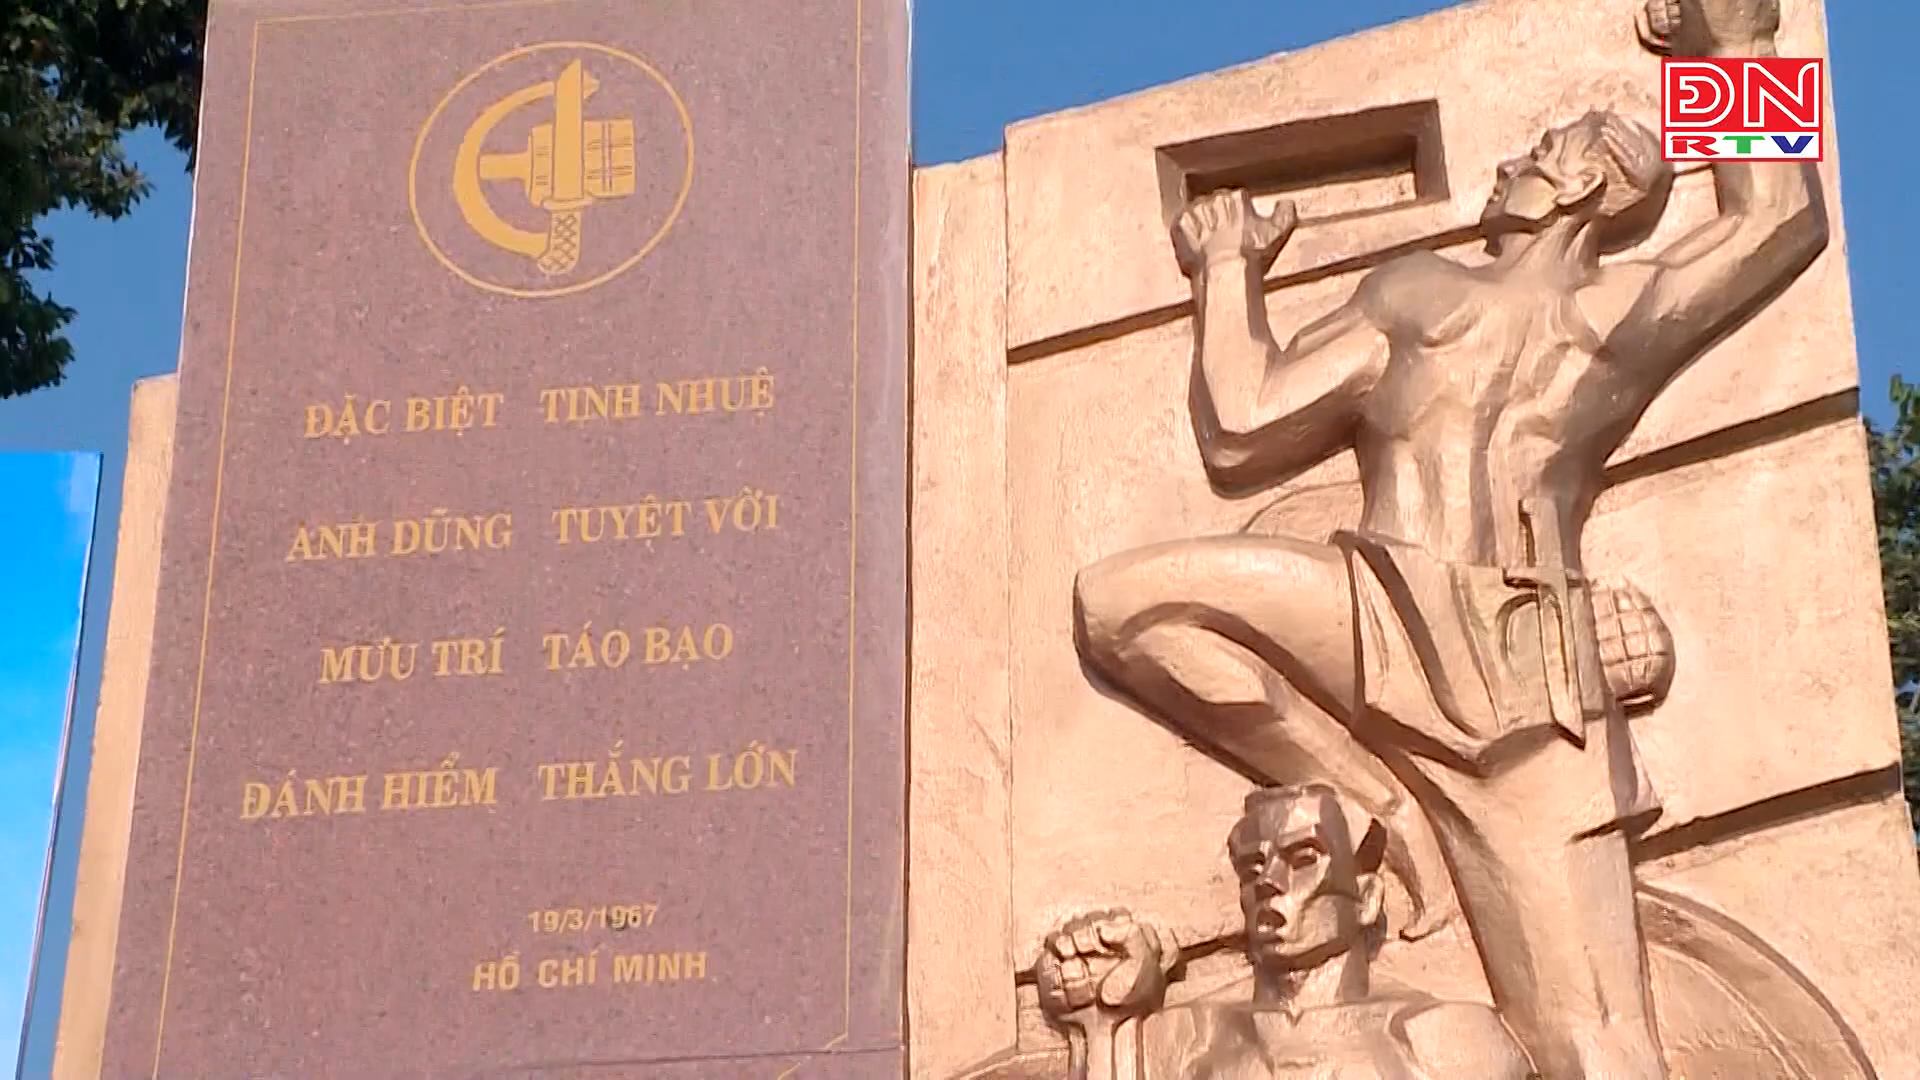 ĐẶC BIỆT TINH NHUỆ
ANH DŨNG TUYỆT VỜI
MƯU TRÍ TÁO BẠO
ĐÁNH HIỂM THẮNG LỚN
19/3/1967
HỒ CHÍ MINH
ĐN
RTV